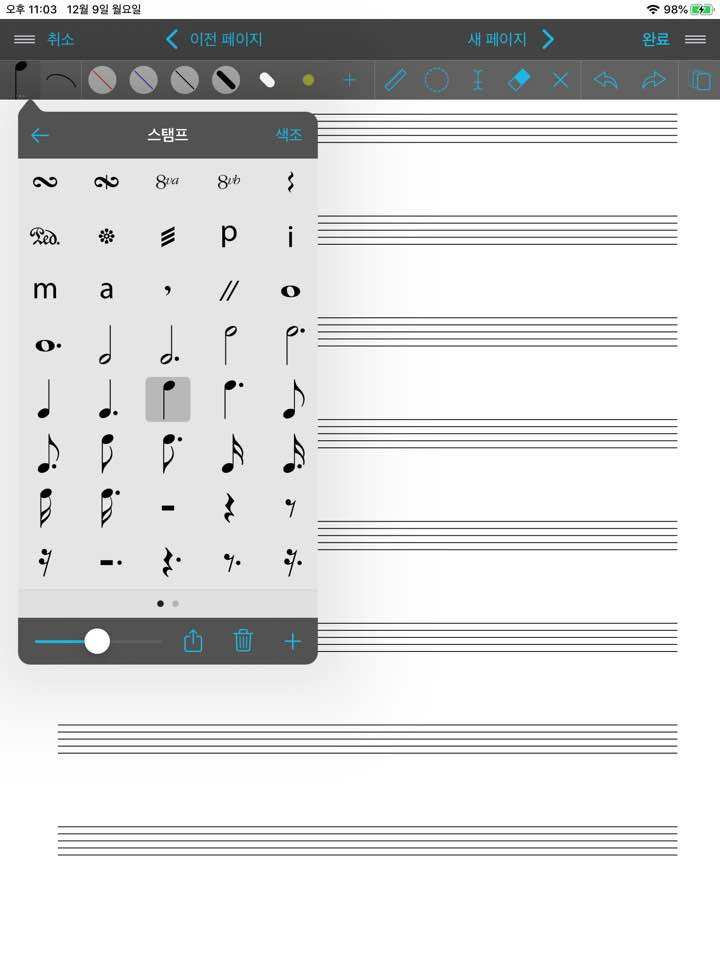 오후 11:03 12월 9일 월요일 98%
취소 이전 페이지 새 페이지 완료
스탬프 색조
8va 8vb
Ped. p i
m a ,